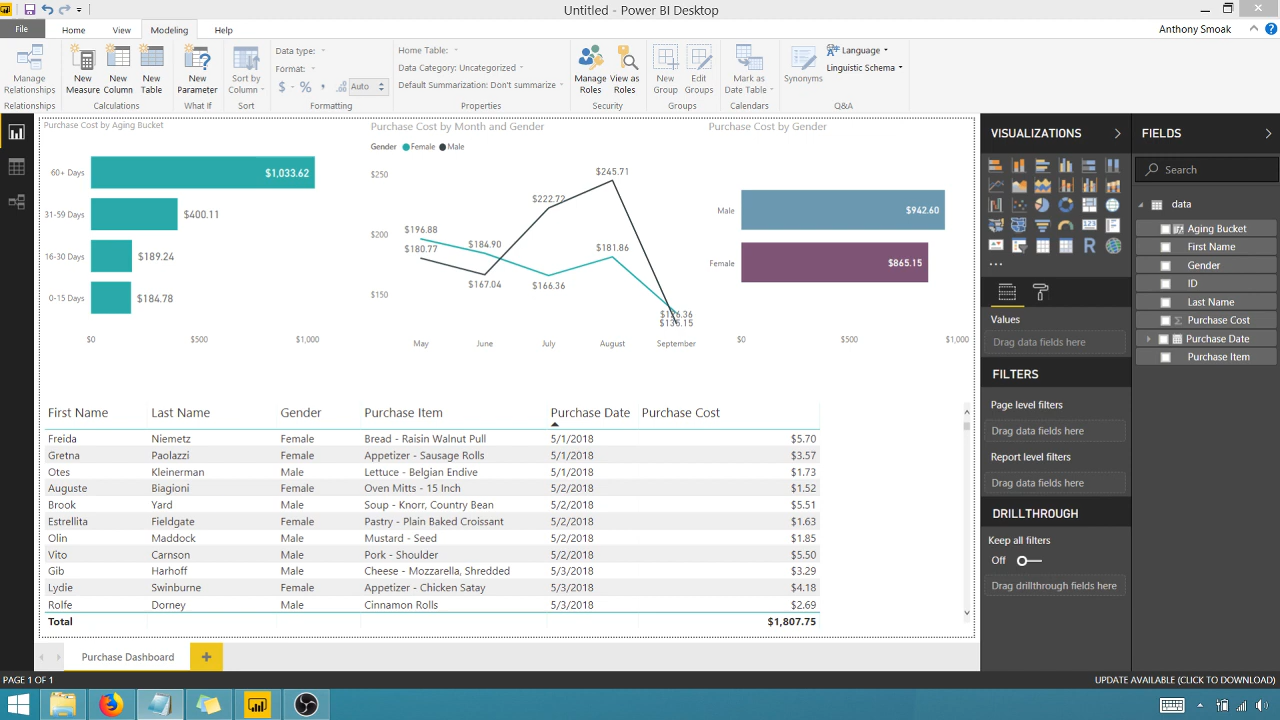 Untitled - Power BI Desktop
File
Home
View
Modeling
Help
Anthony Smoak
Manage Relationships
New Measure
New Column
New Table
New Parameter
Sort by Column
Data type:
Format:
$ - % , Auto
Home Table:
Data Category: Uncategorized
Default Summarization: Don't summarize
Manage Roles
View as Roles
New Group
Edit Groups
Mark as Date Table
Synonyms
Language
Linguistic Schema
Relationships
Calculations
What If
Sort
Formatting
Properties
Security
Groups
Calendars
Q&A
Purchase Cost by Aging Bucket
60+ Days $1,033.62
31-59 Days $400.11
16-30 Days $189.24
0-15 Days $184.78
$0 $500 $1,000
Purchase Cost by Month and Gender
Gender Female Male
$250
$200
$150
$196.88
$180.77
$184.90
$167.04
$222.72
$166.36
$245.71
$181.86
$135.15
May June July August September
Purchase Cost by Gender
Male $942.60
Female $865.15
$0 $500 $1,000
First Name Last Name Gender Purchase Item Purchase Date Purchase Cost
Freida Niemetz Female Bread - Raisin Walnut Pull 5/1/2018 $5.70
Gretna Paolazzi Female Appetizer - Sausage Rolls 5/1/2018 $3.57
Otes Kleinerman Male Lettuce - Belgian Endive 5/1/2018 $1.73
Auguste Biagioni Female Oven Mitts - 15 Inch 5/2/2018 $1.52
Brook Yard Male Soup - Knorr, Country Bean 5/2/2018 $5.51
Estrellita Fieldgate Female Pastry - Plain Baked Croissant 5/2/2018 $1.63
Olin Maddock Male Mustard - Seed 5/2/2018 $1.85
Vito Carnson Male Pork - Shoulder 5/2/2018 $5.50
Gib Harhoff Male Cheese - Mozzarella, Shredded 5/3/2018 $3.29
Lydie Swinburne Female Appetizer - Chicken Satay 5/3/2018 $4.18
Rolfe Dorney Male Cinnamon Rolls 5/3/2018 $2.69
Total $1,807.75
VISUALIZATIONS
R
Values
Drag data fields here
FILTERS
Page level filters
Drag data fields here
Report level filters
Drag data fields here
DRILLTHROUGH
Keep all filters
Off
Drag drillthrough fields here
FIELDS
Search
data
Aging Bucket
First Name
Gender
ID
Last Name
Purchase Cost
Purchase Date
Purchase Item
Purchase Dashboard
PAGE 1 OF 1
UPDATE AVAILABLE (CLICK TO DOWNLOAD)